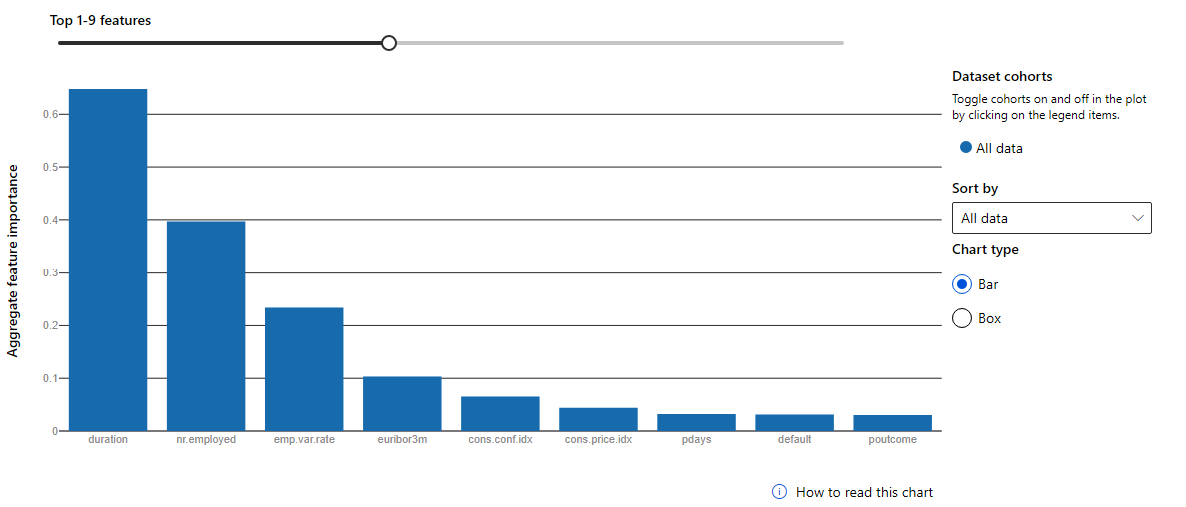 Top 1-9 features
Aggregate feature importance
0.6
0.5
0.4
0.3
0.2
0.1
0
duration nr.employed emp.var.rate euribor3m cons.conf.idx cons.price.idx pdays default poutcome
Dataset cohorts
Toggle cohorts on and off in the plot
by clicking on the legend items.
All data
Sort by
All data
Chart type
Bar
Box
How to read this chart